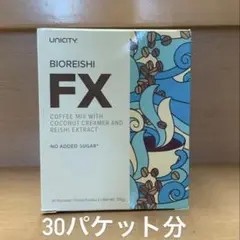 UNICITY
BIOREISHI
FX
COFFEE MIX WITH
COCONUT CREAMER AND
REISHI EXTRACT
NO ADDED SUGAR*
30パケット分